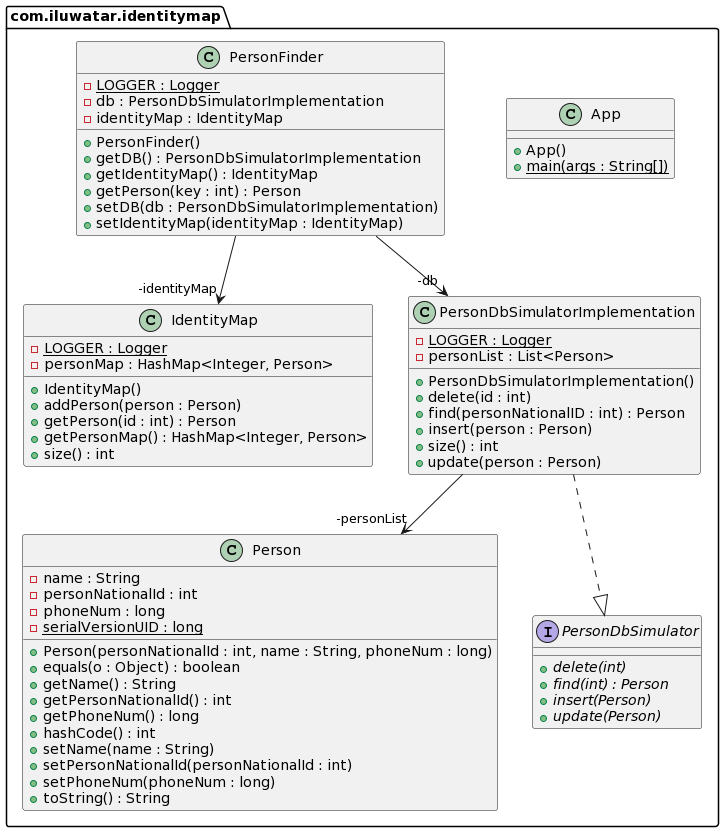 com.iluwatar.identitymap
C PersonFinder
LOGGER : Logger
db : PersonDbSimulatorImplementation
identityMap : IdentityMap
PersonFinder()
getDB() : PersonDbSimulatorImplementation
getIdentityMap() : IdentityMap
getPerson(key : int) : Person
setDB(db : PersonDbSimulatorImplementation)
setIdentityMap(identityMap : IdentityMap)
C App
App()
main(args : String[])
-identityMap
-db
C IdentityMap
LOGGER : Logger
personMap : HashMap<Integer, Person>
IdentityMap()
addPerson(person : Person)
getPerson(id : int) : Person
getPersonMap() : HashMap<Integer, Person>
size() : int
C PersonDbSimulatorImplementation
LOGGER : Logger
personList : List<Person>
PersonDbSimulatorImplementation()
delete(id : int)
find(personNationalID : int) : Person
insert(person : Person)
size() : int
update(person : Person)
-personList
C Person
name : String
personNationalId : int
phoneNum : long
serialVersionUID : long
Person(personNationalId : int, name : String, phoneNum : long)
equals(o : Object) : boolean
getName() : String
getPersonNationalId() : int
getPhoneNum() : long
hashCode() : int
setName(name : String)
setPersonNationalId(personNationalId : int)
setPhoneNum(phoneNum : long)
toString() : String
I PersonDbSimulator
delete(int)
find(int) : Person
insert(Person)
update(Person)